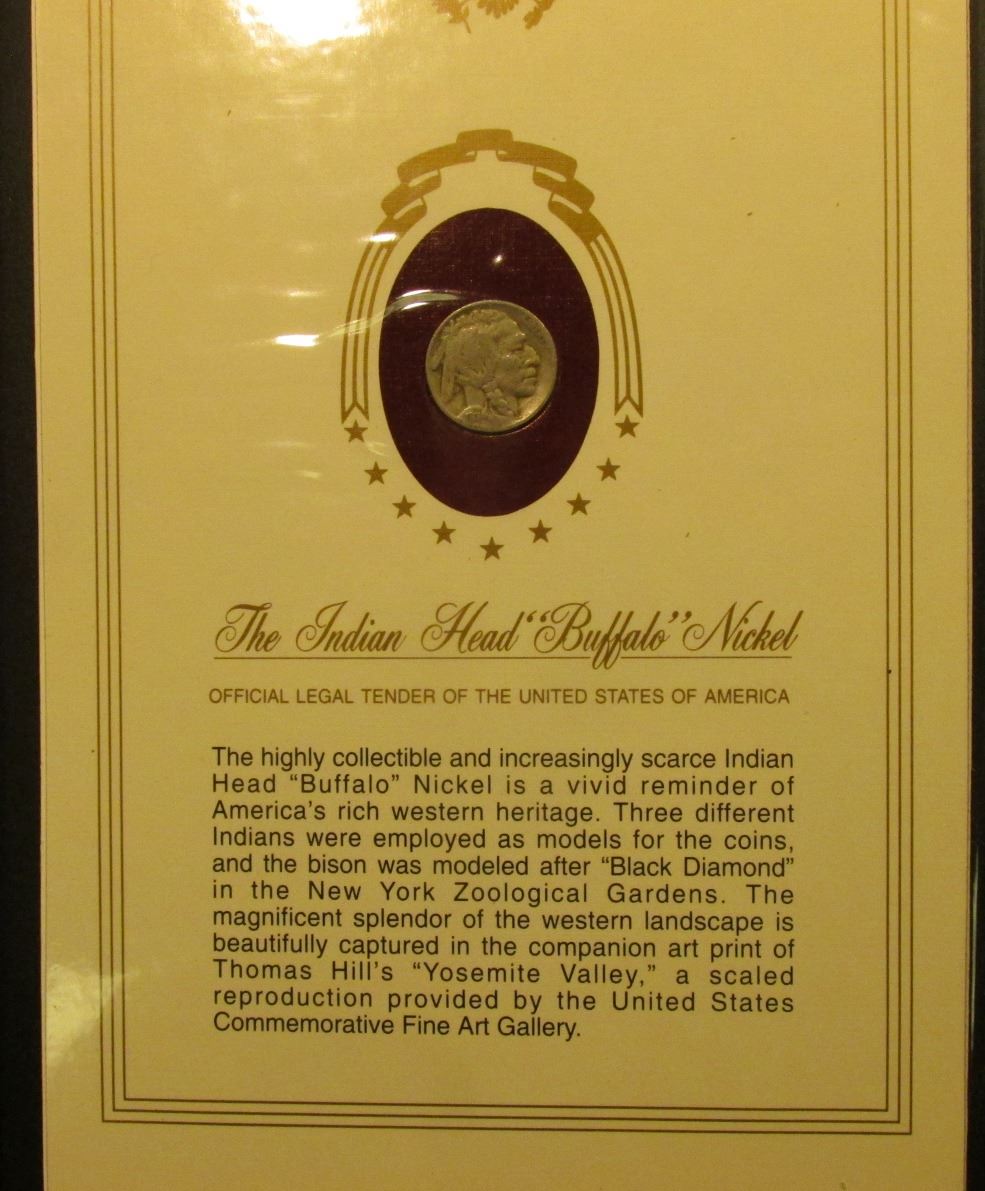 The Indian Head “Buffalo” Nickel
OFFICIAL LEGAL TENDER OF THE UNITED STATES OF AMERICA
The highly collectible and increasingly scarce Indian
Head “Buffalo” Nickel is a vivid reminder of
America’s rich western heritage. Three different
Indians were employed as models for the coins,
and the bison was modeled after “Black Diamond”
in the New York Zoological Gardens. The
magnificent splendor of the western landscape is
beautifully captured in the companion art print of
Thomas Hill’s “Yosemite Valley,” a scaled
reproduction provided by the United States
Commemorative Fine Art Gallery.